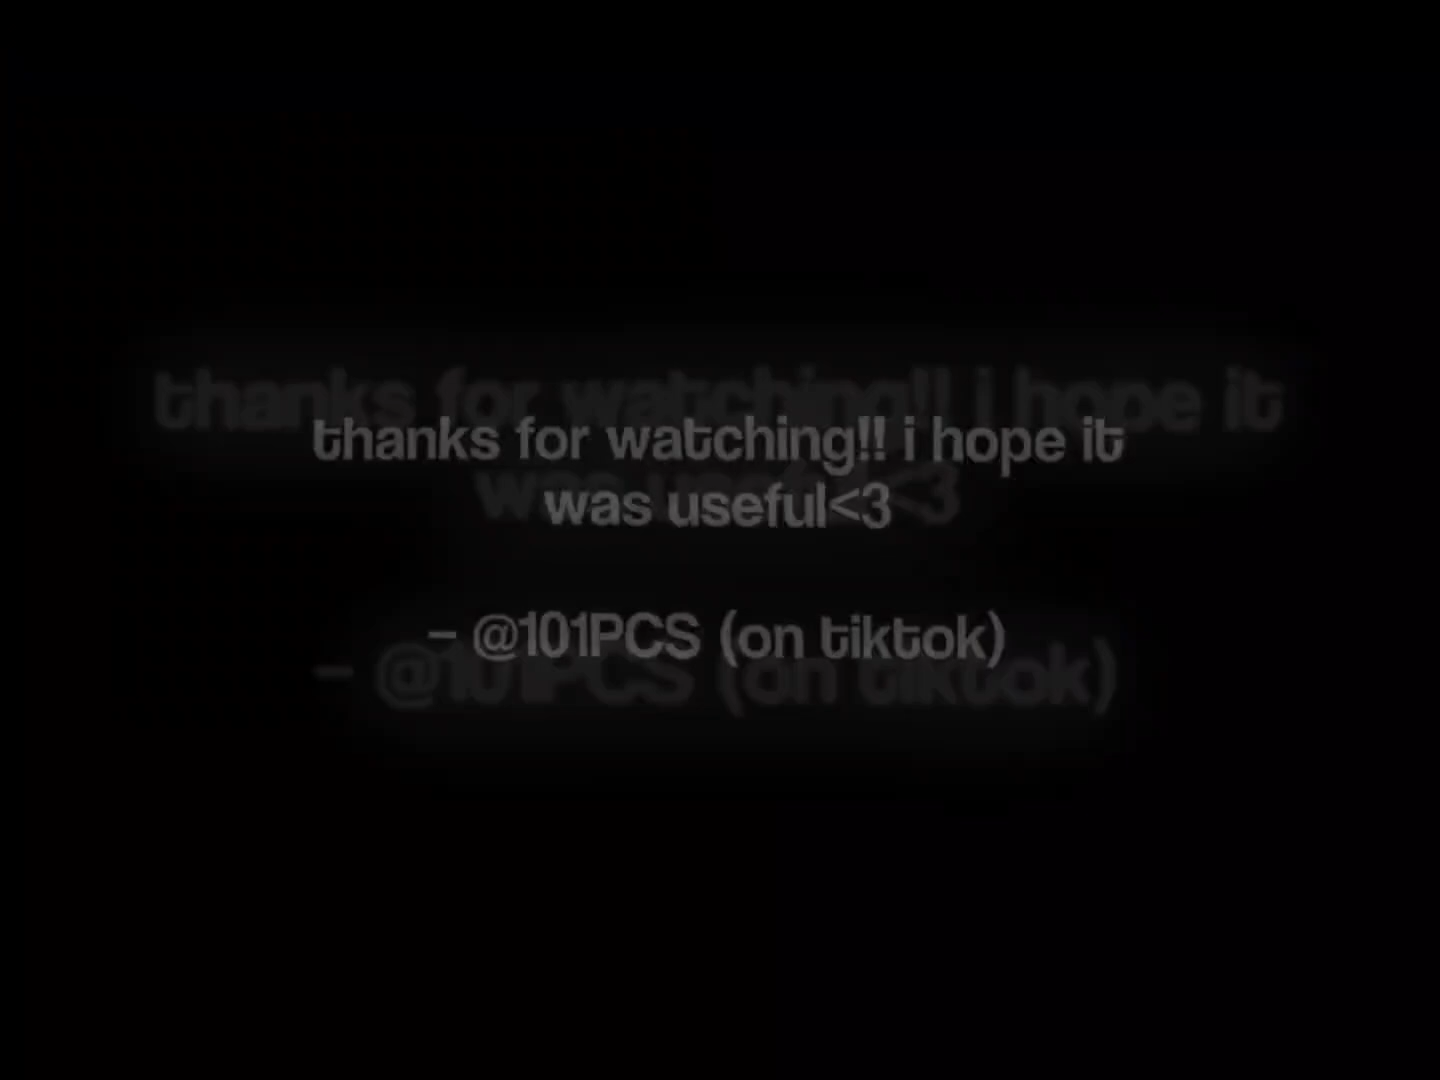 thanks for watching!! i hope it
was useful<3
– @101PCS (on tiktok)